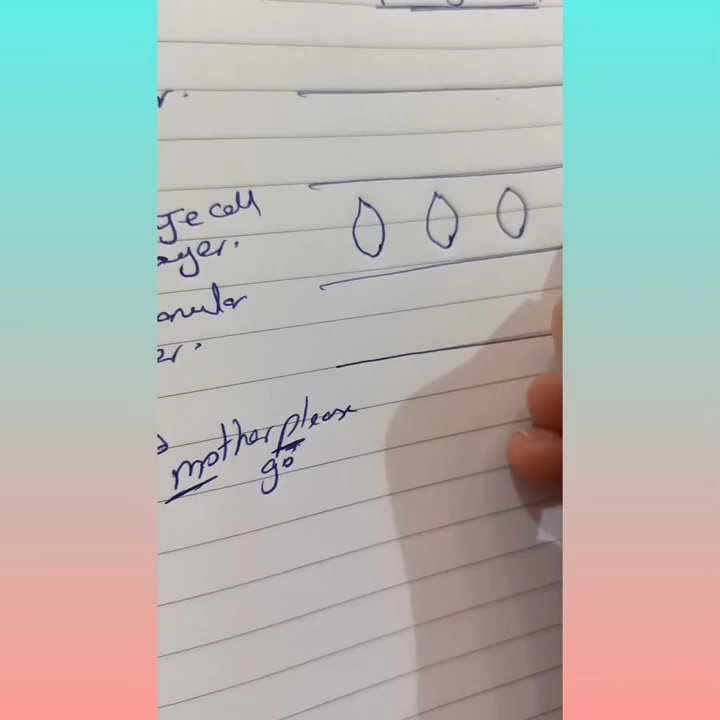 r.
je cell
ayer.
anular
er.
mother please
go